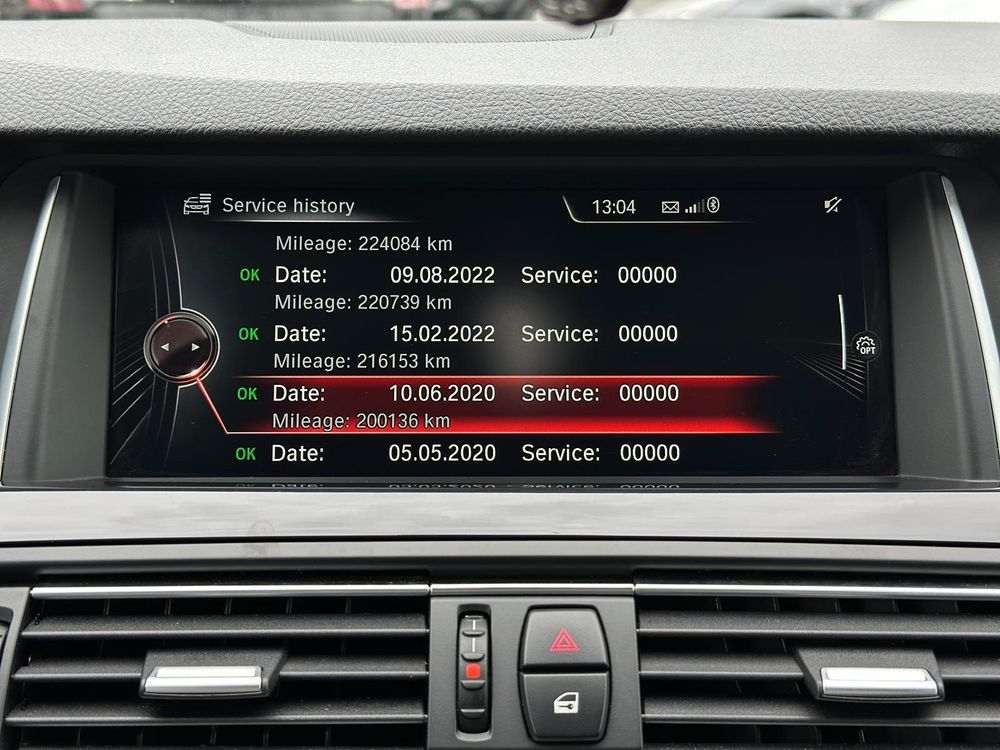 Service history 13:04
Mileage: 224084 km
OK Date: 09.08.2022 Service: 00000
Mileage: 220739 km
OK Date: 15.02.2022 Service: 00000
Mileage: 216153 km
OPT
OK Date: 10.06.2020 Service: 00000
Mileage: 200136 km
OK Date: 05.05.2020 Service: 00000